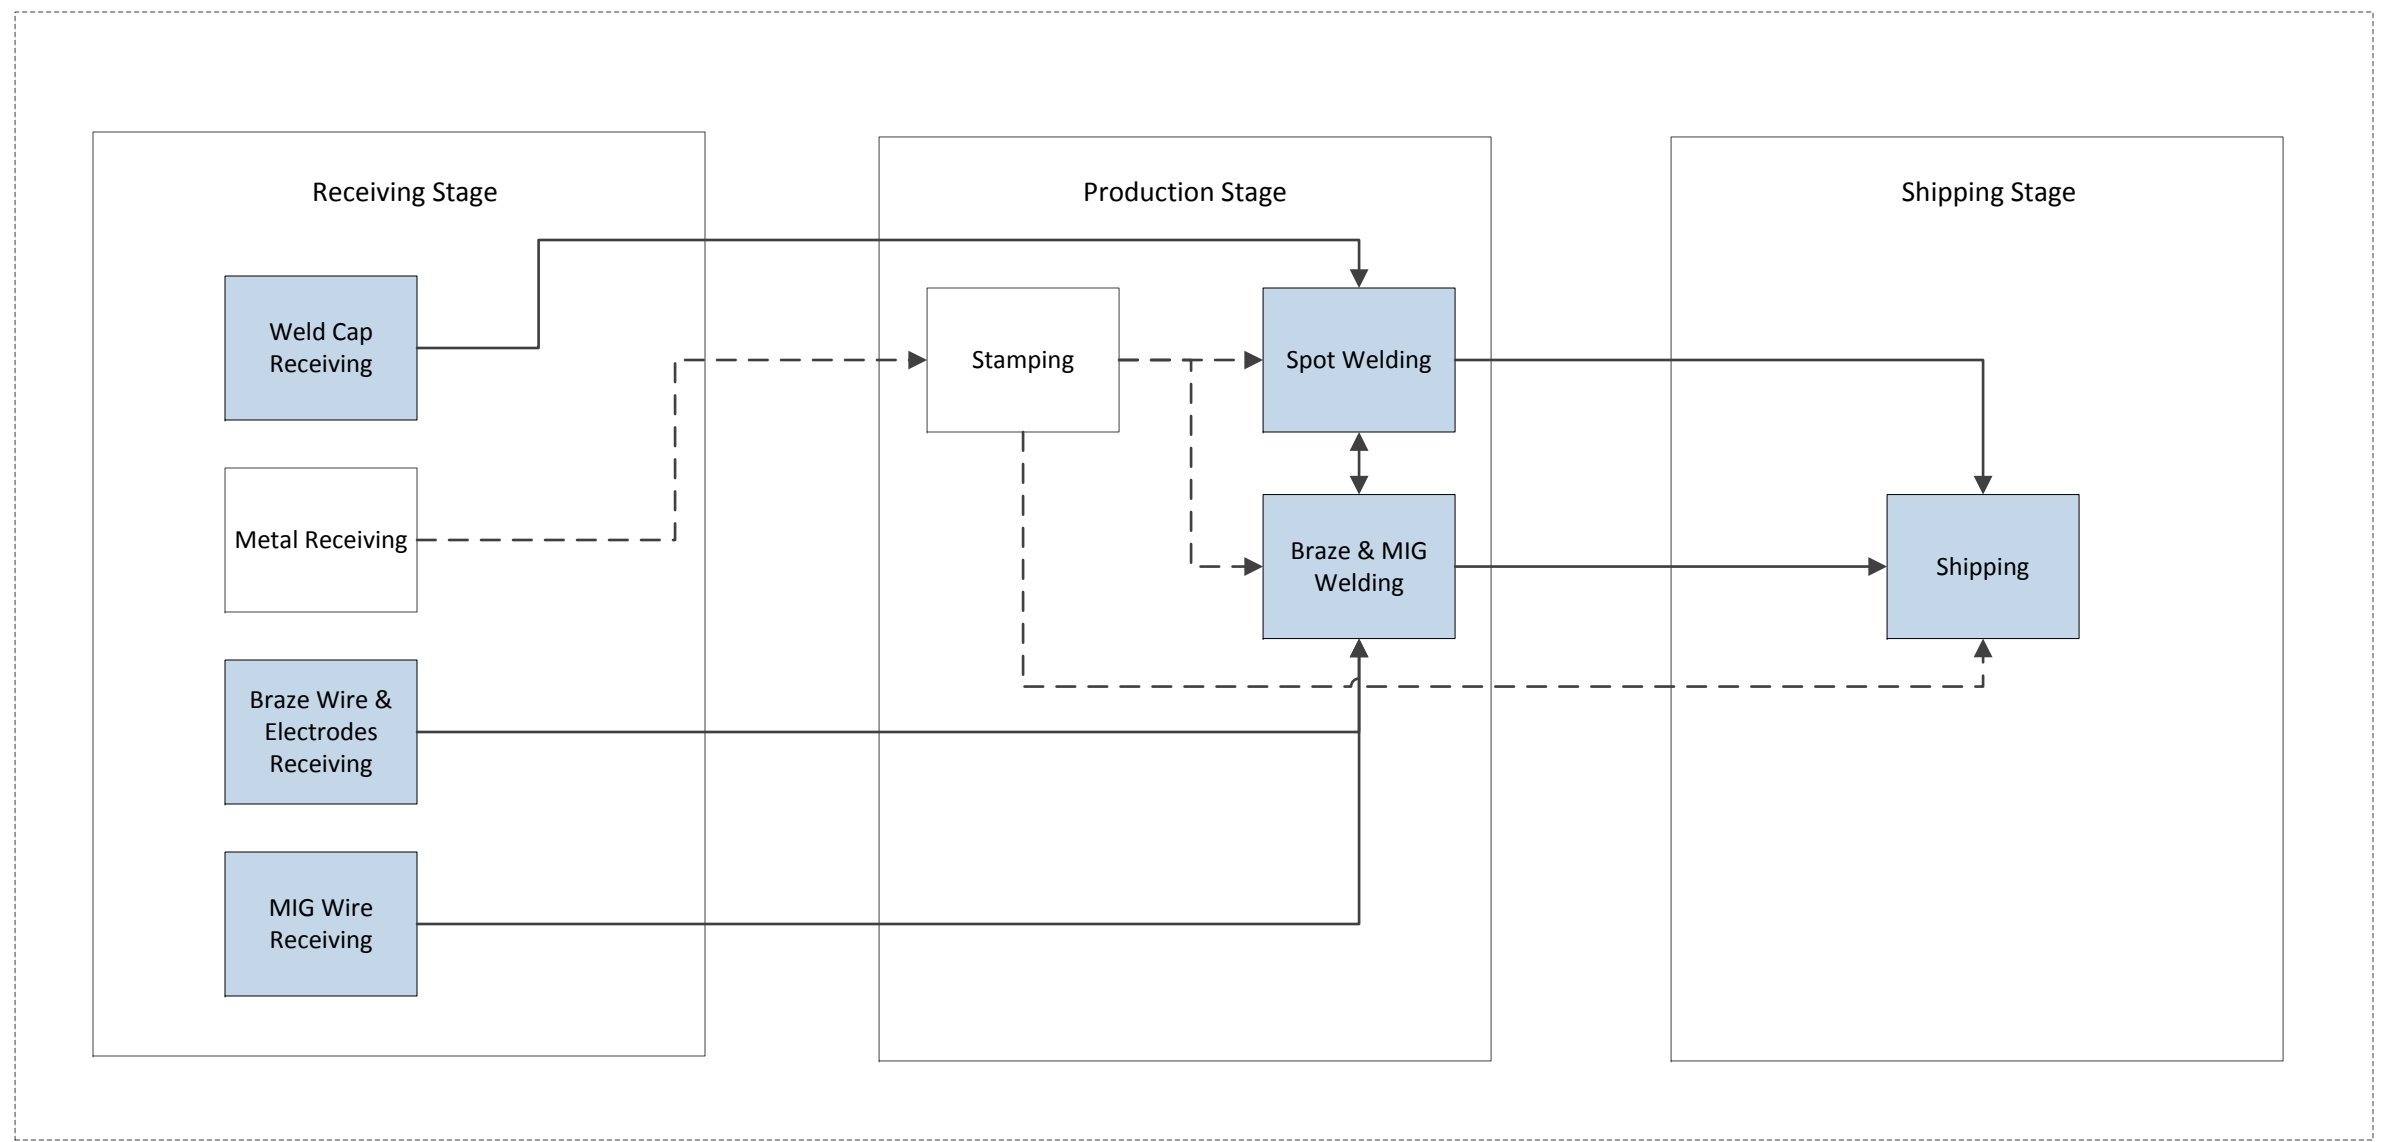 Receiving Stage
Production Stage
Shipping Stage
Weld Cap
Receiving
Stamping
Spot Welding
Metal Receiving
Braze & MIG
Welding
Shipping
Braze Wire &
Electrodes
Receiving
MIG Wire
Receiving